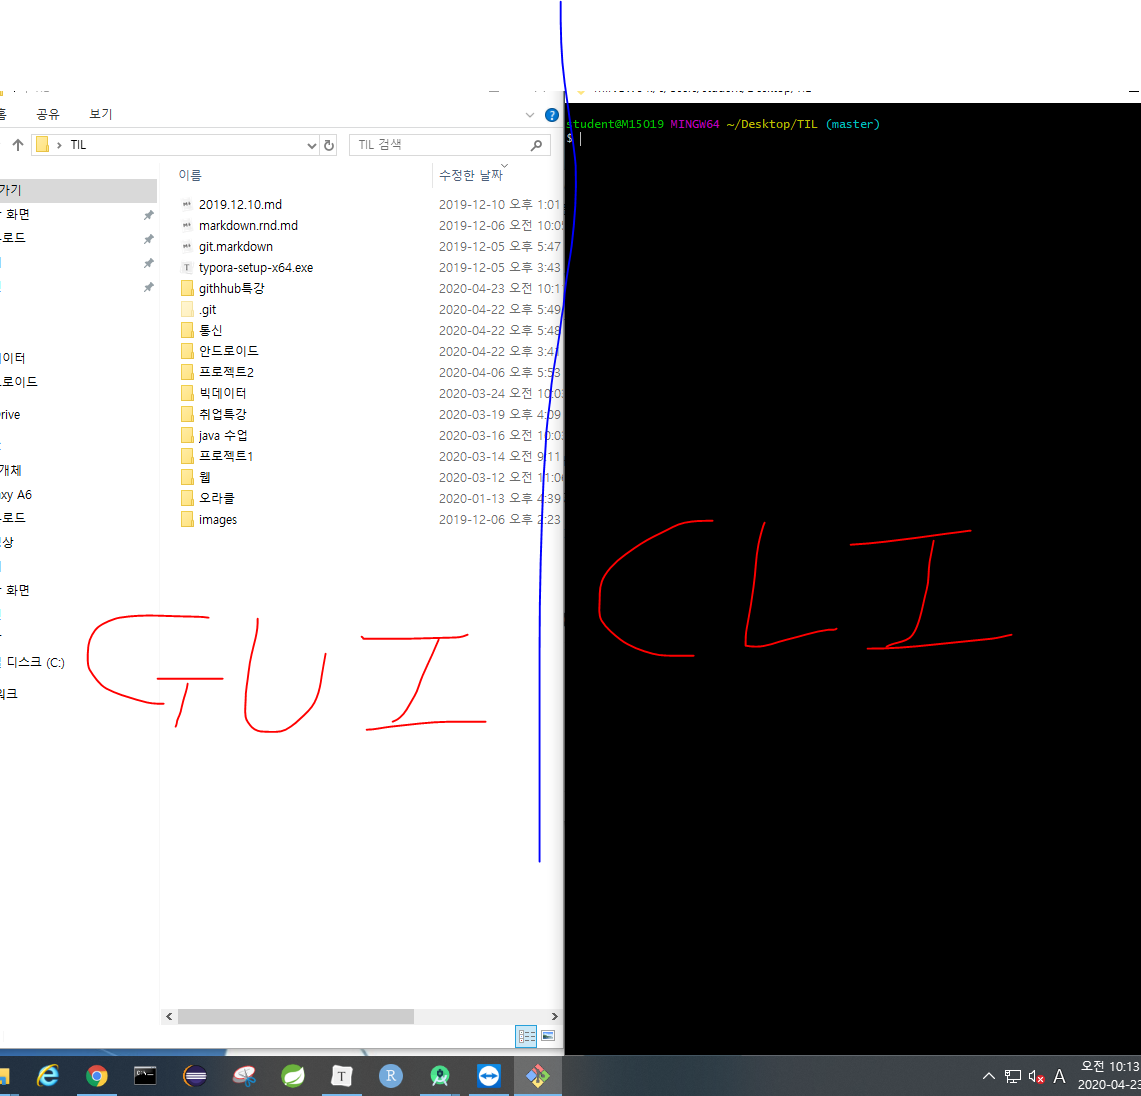 공유 보기
TIL
TIL 검색
이름 수정한 날짜
2019.12.10.md 2019-12-10 오후 1:01
markdown.rnd.md 2019-12-06 오전 10:05
git.markdown 2019-12-05 오후 5:47
typora-setup-x64.exe 2019-12-05 오후 3:43
githhub특강 2020-04-23 오전 10:1
.git 2020-04-22 오후 5:49
통신 2020-04-22 오후 5:48
안드로이드 2020-04-22 오후 3:41
프로젝트2 2020-04-06 오후 5:53
빅데이터 2020-03-24 오전 10:03
취업특강 2020-03-19 오후 4:09
java 수업 2020-03-16 오전 10:03
프로젝트1 2020-03-14 오전 9:11
웹 2020-03-12 오전 11:06
오라클 2020-01-13 오후 4:39
images 2019-12-06 오후 2:23
가기
화면
로드
이터
로이드
rive
개체
xy A6
로드
상
화면
디스크 (C:)
워크
student@M15019 MINGW64 ~/Desktop/TIL (master)
$
GUI
CLI
A
오전 10:13
2020-04-23